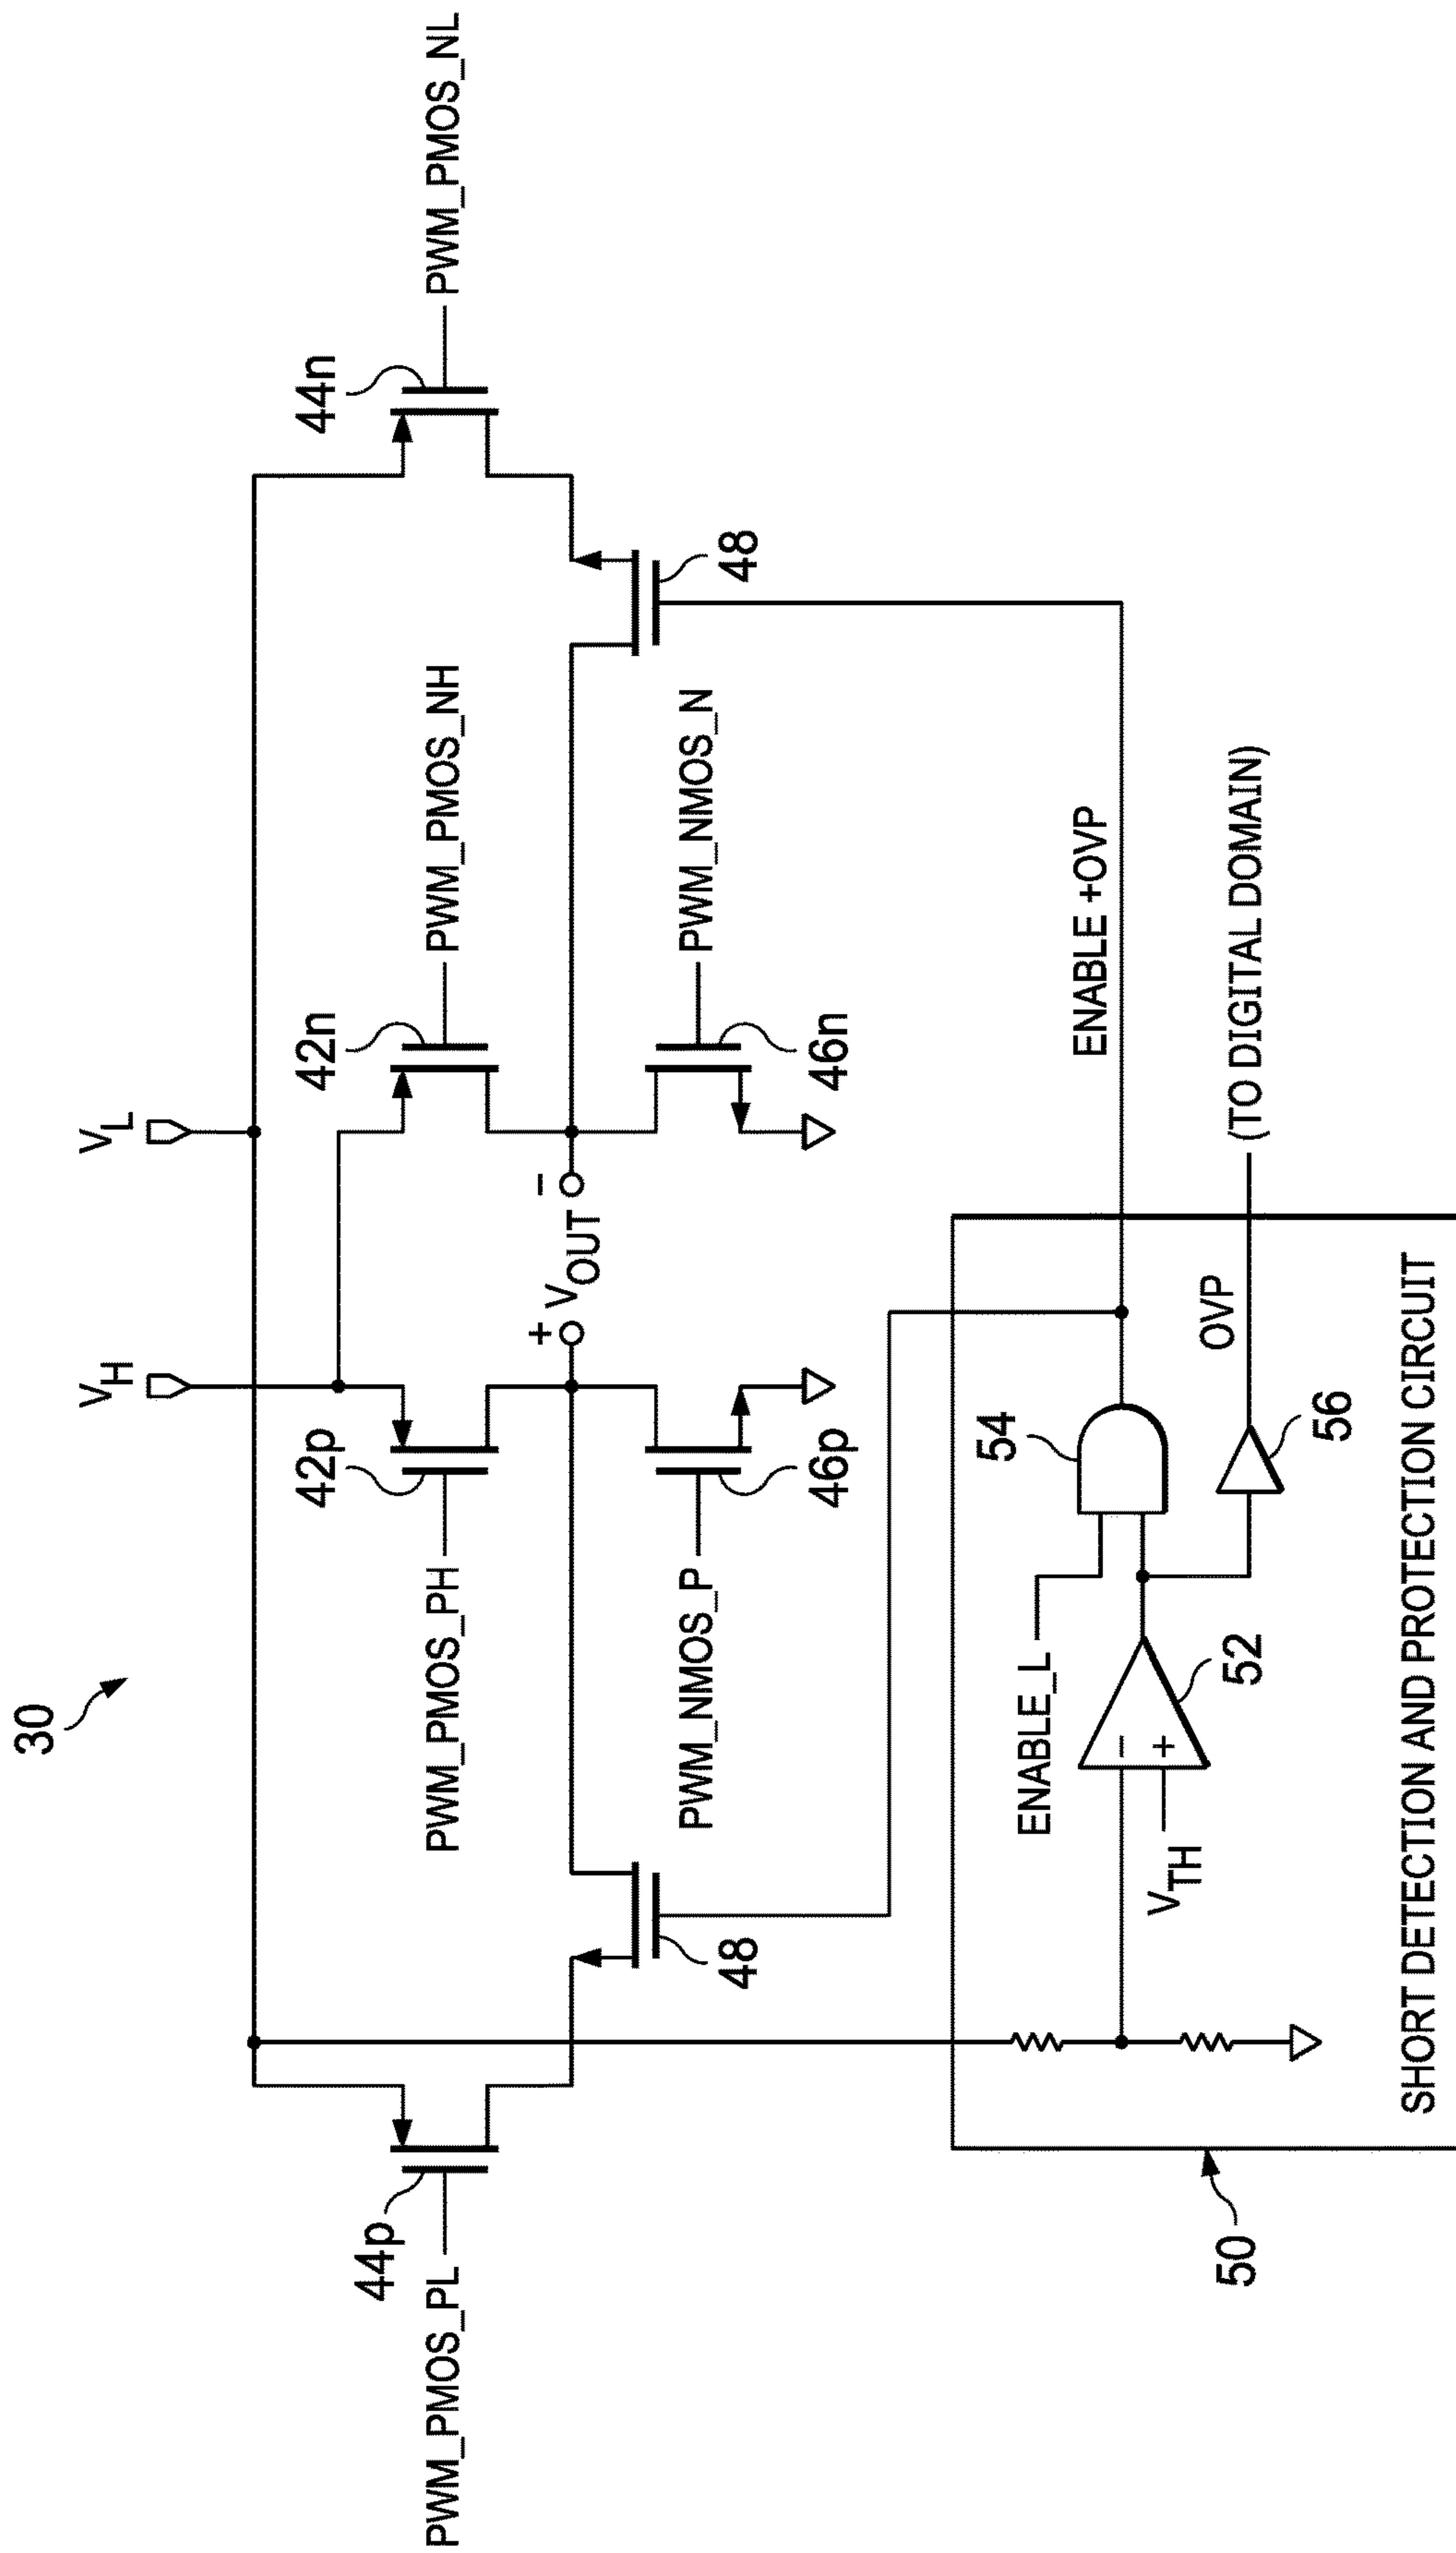 30
V_H
V_L
44p
42p
42n
44n
PWM_PMOS_PL
PWM_PMOS_PH
PWM_PMOS_NH
PWM_PMOS_NL
+ V_OUT −
48
48
PWM_NMOS_P
PWM_NMOS_N
46p
46n
ENABLE_L
54
ENABLE +OVP
−
+
V_TH
52
OVP
(TO DIGITAL DOMAIN)
56
50
SHORT DETECTION AND PROTECTION CIRCUIT